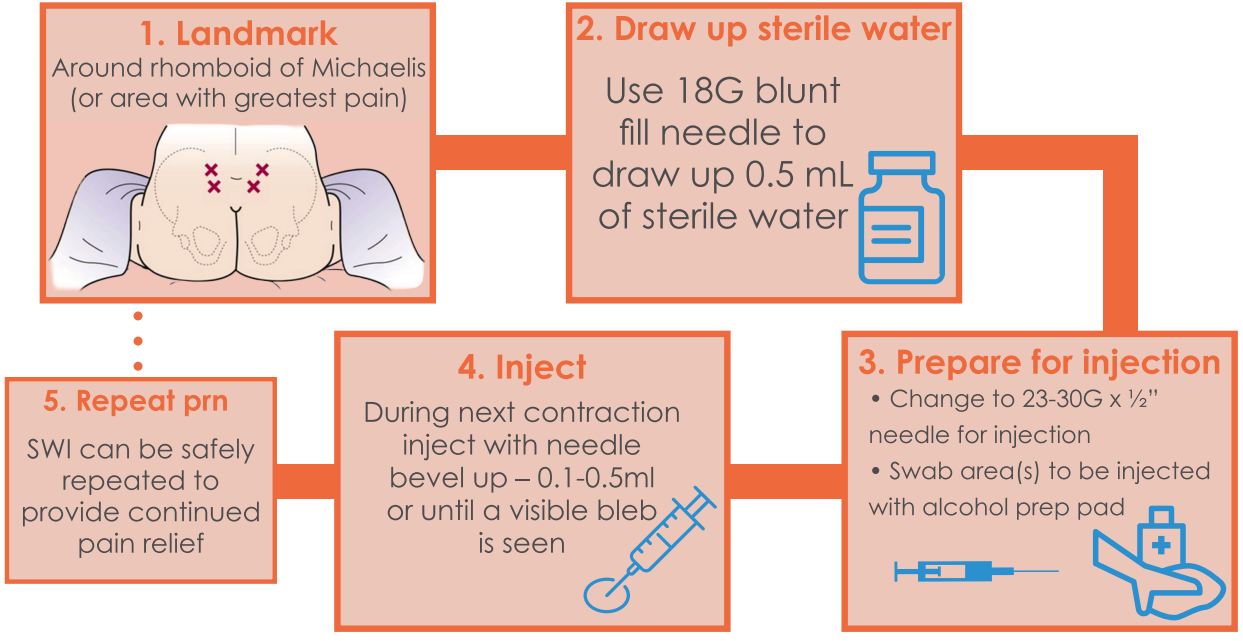 1. Landmark
Around rhomboid of Michaelis
(or area with greatest pain)
2. Draw up sterile water
Use 18G blunt
fill needle to
draw up 0.5 mL
of sterile water
3. Prepare for injection
• Change to 23-30G x ½”
needle for injection
• Swab area(s) to be injected
with alcohol prep pad
4. Inject
During next contraction
inject with needle
bevel up – 0.1-0.5ml
or until a visible bleb
is seen
5. Repeat prn
SWI can be safely
repeated to
provide continued
pain relief